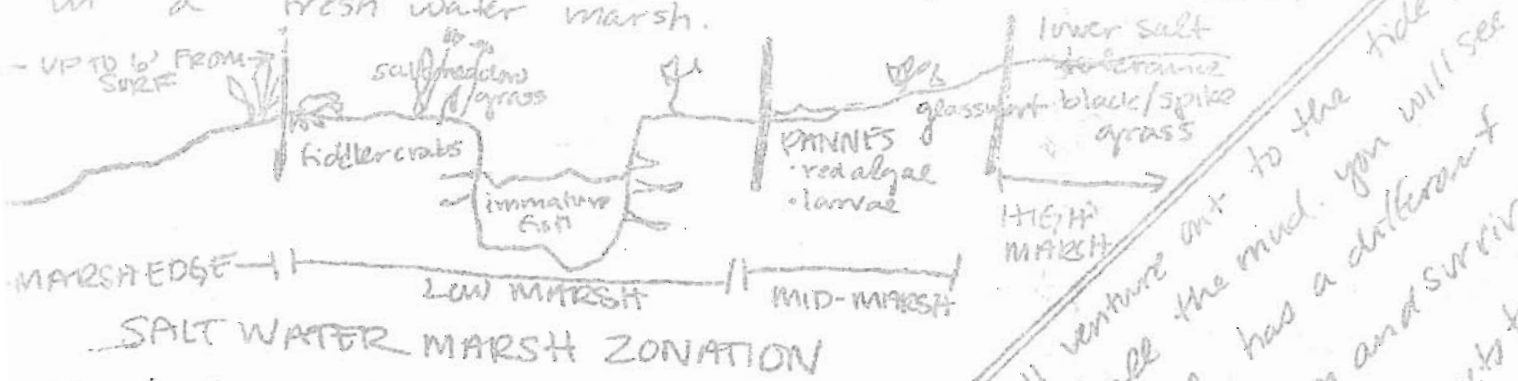 in a fresh water marsh.
- UP TO 6' FROM
SURF
salt meadow
grass
fiddler crabs
immature
fish
PANNES
• red algae
• larvae
glasswort
lower salt
tolerance
black/spike
grass
HIGH
MARSH
MARSH EDGE
LOW MARSH
MID-MARSH
SALT WATER MARSH ZONATION
venture out to the tide
the mud. you will see
has a different
and surviv